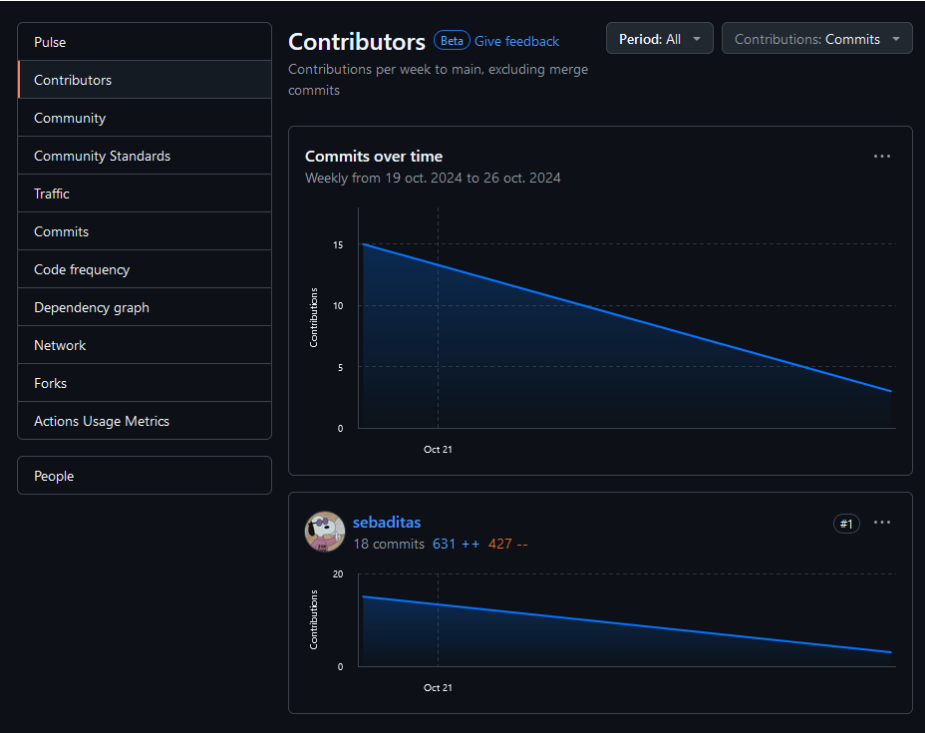 Pulse
Contributors
Community
Community Standards
Traffic
Commits
Code frequency
Dependency graph
Network
Forks
Actions Usage Metrics
People
Contributors Beta Give feedback
Contributions per week to main, excluding merge
commits
Period: All
Contributions: Commits
Commits over time
Weekly from 19 oct. 2024 to 26 oct. 2024
Contributions
15
10
5
0
Oct 21
sebaditas
18 commits 631 ++ 427 --
#1
Contributions
20
0
Oct 21